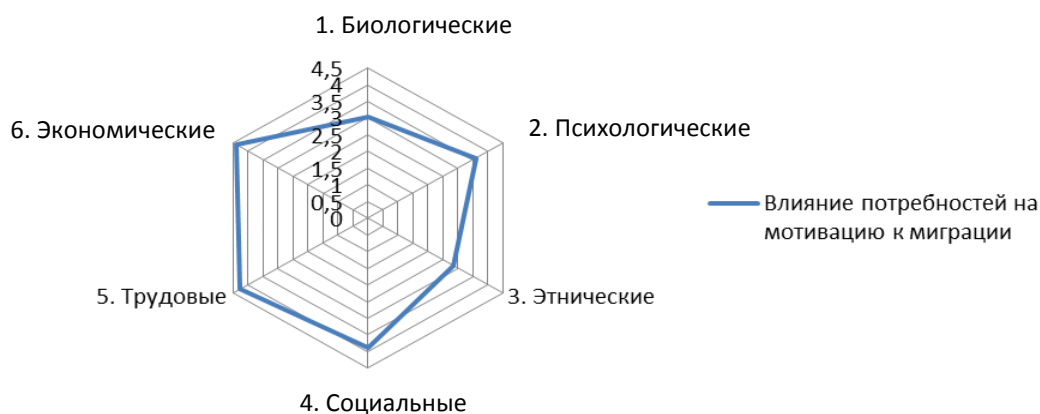 1. Биологические
4,5
4
3,5
3
2,5
2
1,5
1
0,5
0
6. Экономические
2. Психологические
Влияние потребностей на
мотивацию к миграции
5. Трудовые
3. Этнические
4. Социальные